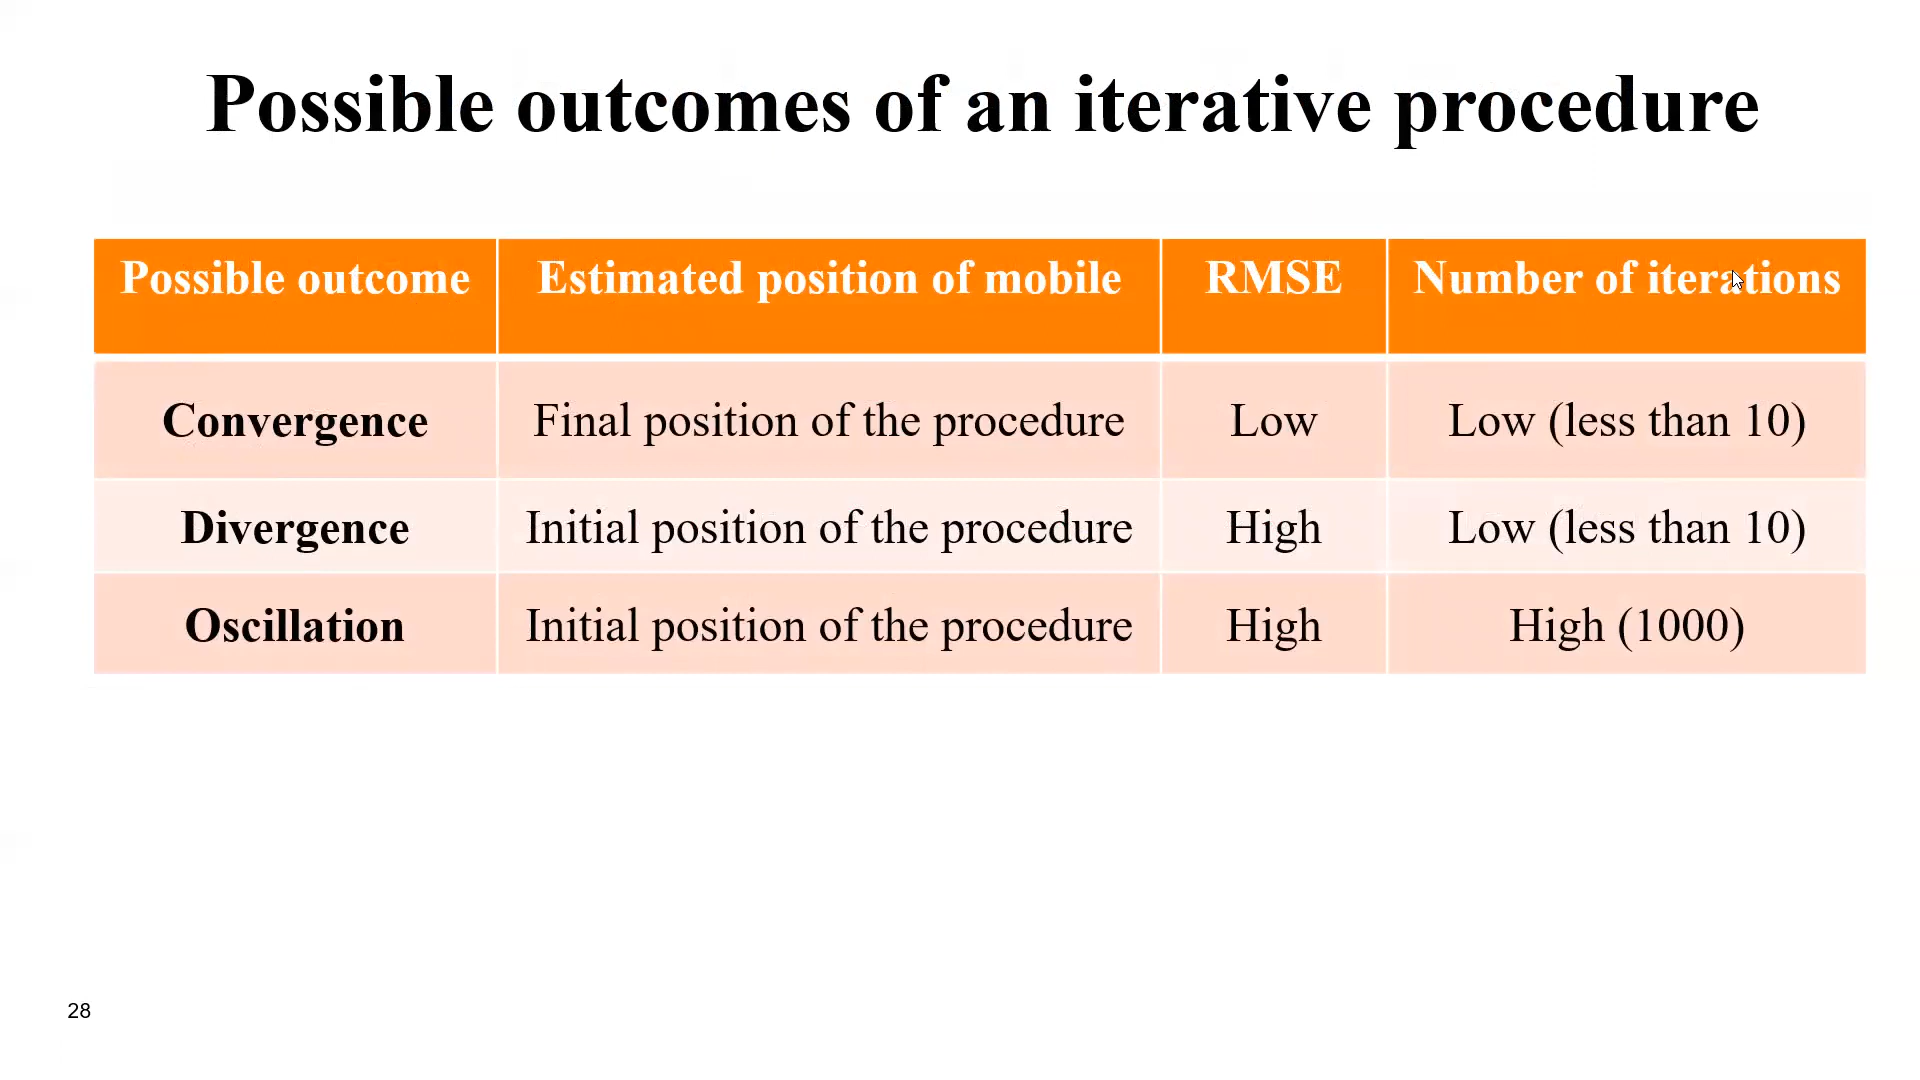 Possible outcomes of an iterative procedure
Possible outcome Estimated position of mobile RMSE Number of iterations
Convergence Final position of the procedure Low Low (less than 10)
Divergence Initial position of the procedure High Low (less than 10)
Oscillation Initial position of the procedure High High (1000)
28